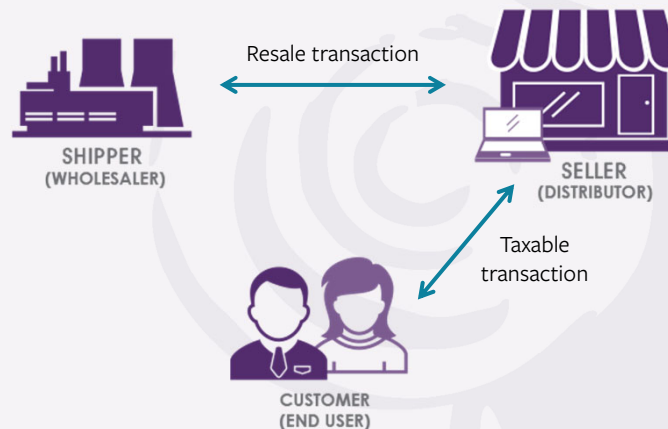 Resale transaction
SHIPPER
(WHOLESALER)
SELLER
(DISTRIBUTOR)
Taxable
transaction
CUSTOMER
(END USER)